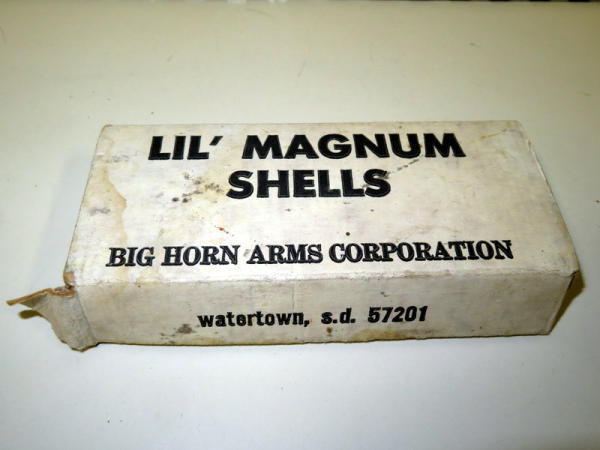 LIL' MAGNUM
SHELLS
BIG HORN ARMS CORPORATION
watertown, s.d. 57201